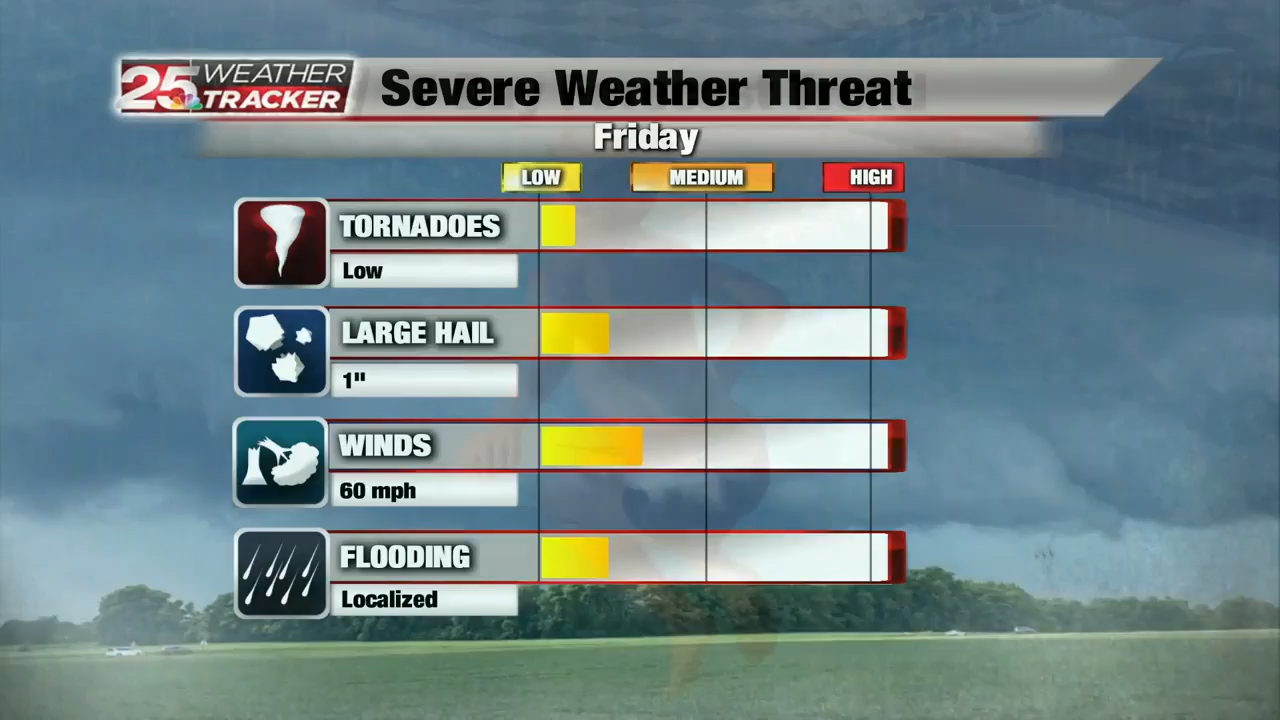 25 WEATHER
TRACKER
Severe Weather Threat
Friday
LOW MEDIUM HIGH
TORNADOES
Low
LARGE HAIL
1"
WINDS
60 mph
FLOODING
Localized